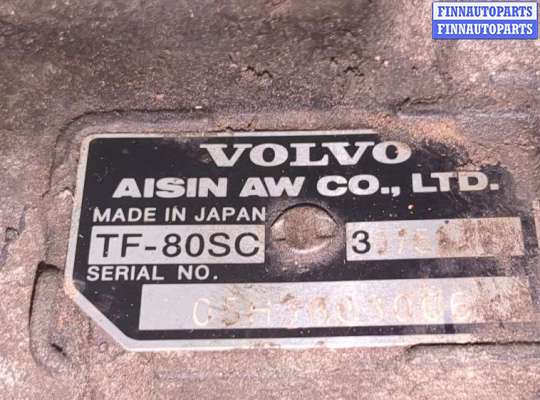 FINNAUTOPARTS
FINNAUTOPARTS
VOLVO
AISIN AW CO., LTD.
MADE IN JAPAN
TF-80SC
SERIAL NO.